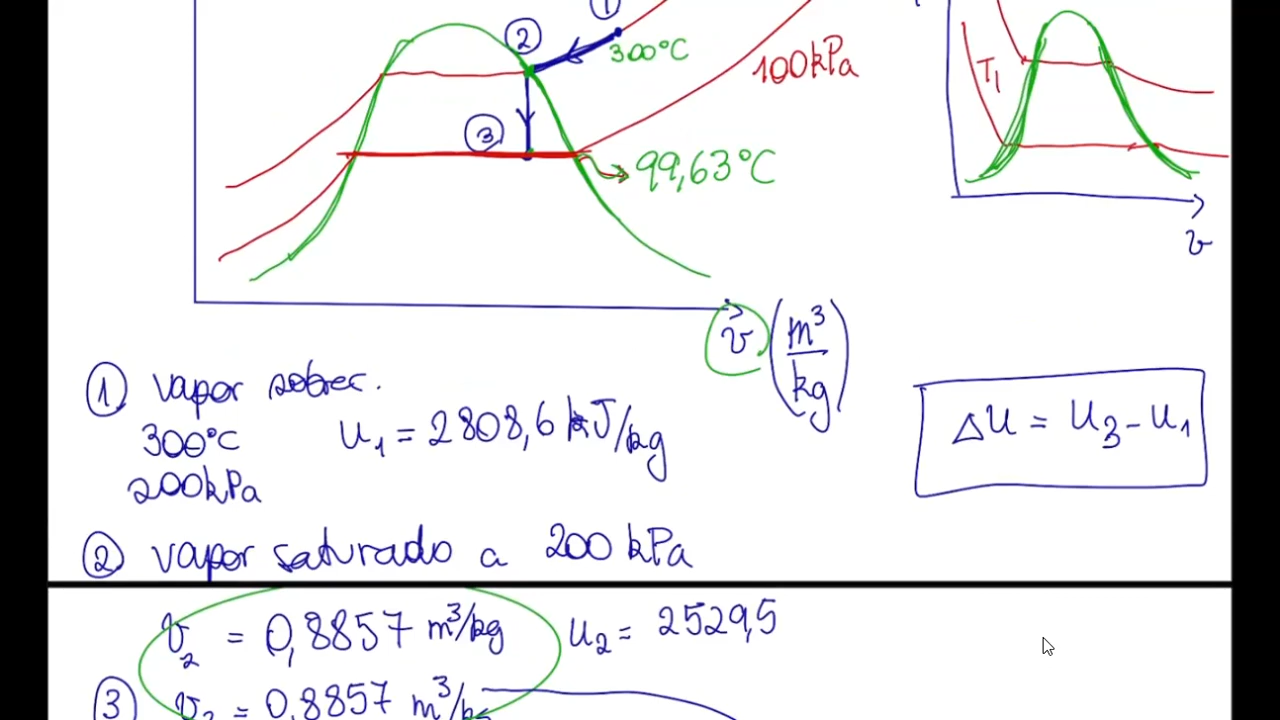 ①
②
300°C
100kPa
③
99,63°C
T₁
v
v (m³/kg)
① vapor sobrec.
300°C
200kPa
u₁ = 2808,6 kJ/kg
Δu = u₃ - u₁
② vapor saturado a 200 kPa
v₂ = 0,8857 m³/kg u₂ = 2529,5
③ v₃ = 0,8857 m³/kg